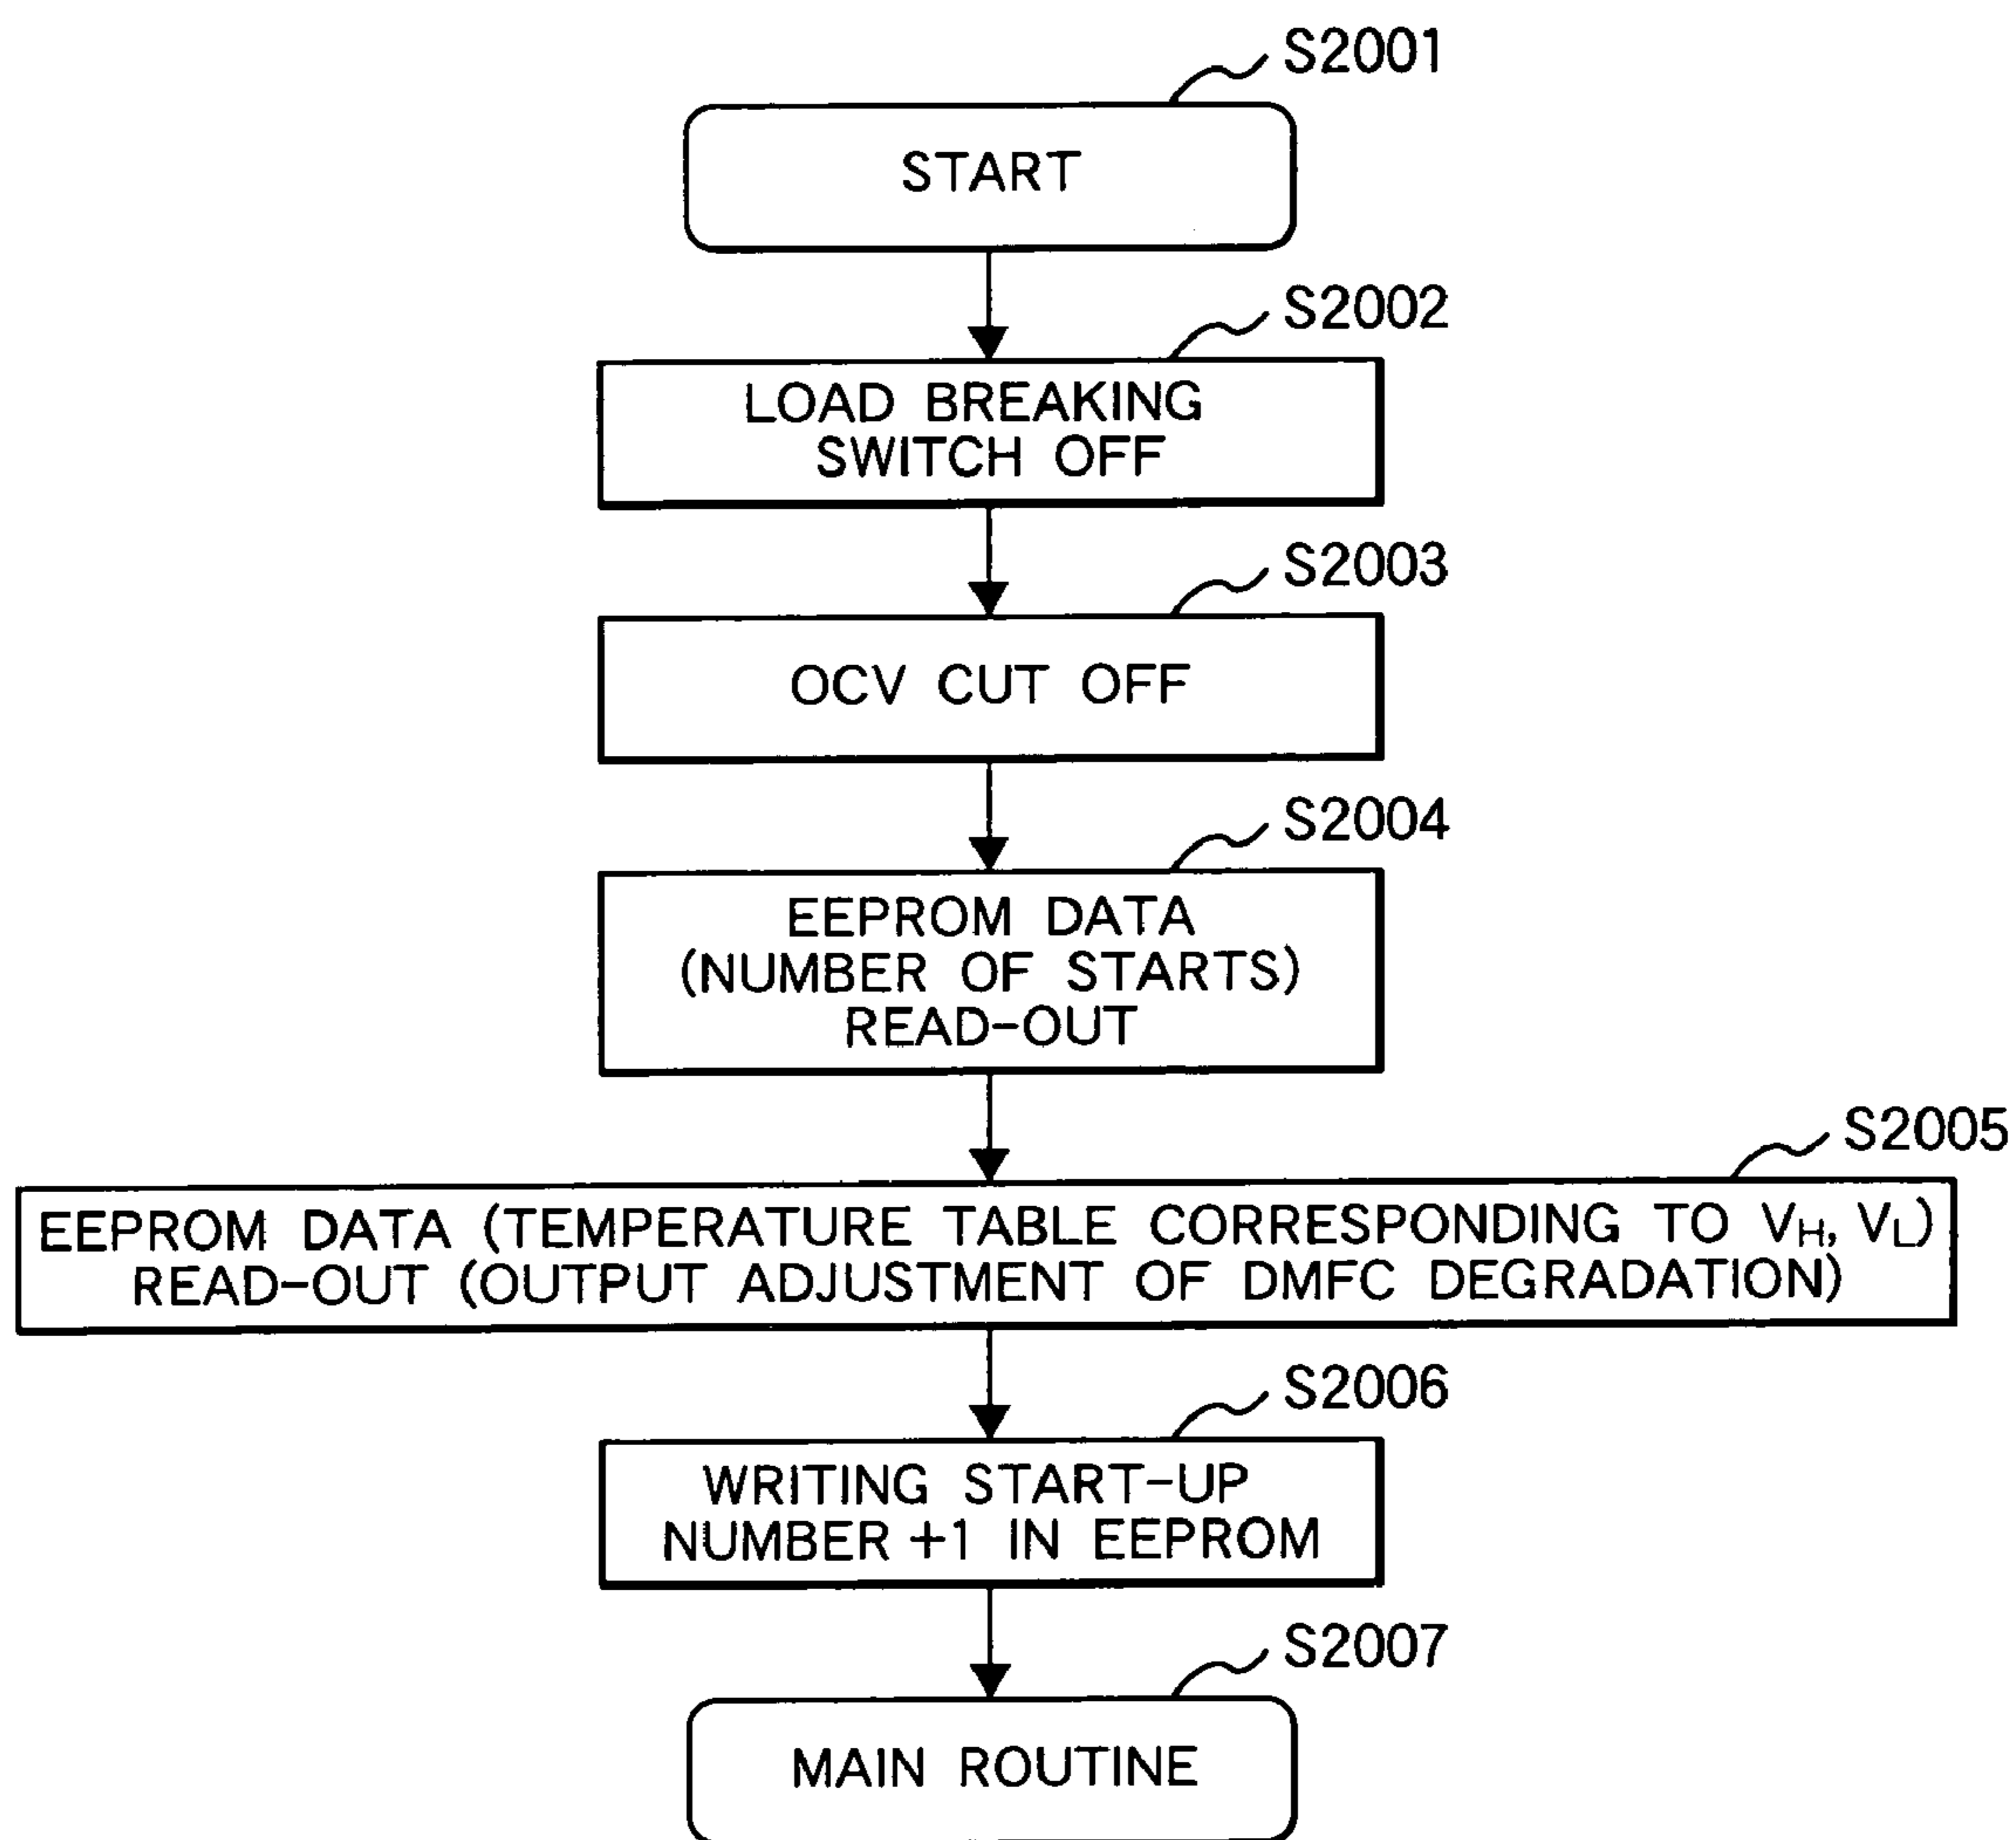 S2001
START
S2002
LOAD BREAKING
SWITCH OFF
S2003
OCV CUT OFF
S2004
EEPROM DATA
(NUMBER OF STARTS)
READ-OUT
S2005
EEPROM DATA (TEMPERATURE TABLE CORRESPONDING TO VH, VL)
READ-OUT (OUTPUT ADJUSTMENT OF DMFC DEGRADATION)
S2006
WRITING START-UP
NUMBER +1 IN EEPROM
S2007
MAIN ROUTINE